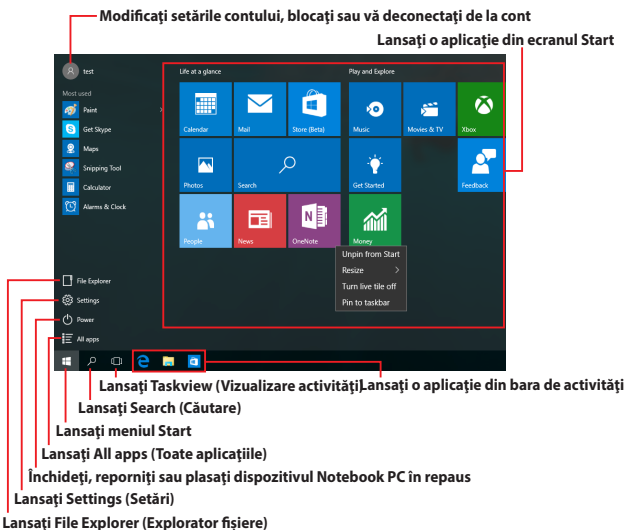 Modificați setările contului, blocați sau vă deconectați de la cont
Lansați o aplicație din ecranul Start
test
Life at a glance
Play and Explore
Most used
Paint
Get Skype
Maps
Snipping Tool
Calculator
Alarms & Clock
Calendar
Mail
Store (Beta)
Music
Movies & TV
Xbox
Photos
Search
Get Started
Feedback
People
News
OneNote
Money
Unpin from Start
Resize
Turn live tile off
Pin to taskbar
File Explorer
Settings
Power
All apps
Lansați Taskview (Vizualizare activități)
Lansați o aplicație din bara de activități
Lansați Search (Căutare)
Lansați meniul Start
Lansați All apps (Toate aplicațiile)
Închideți, reporniți sau plasați dispozitivul Notebook PC în repaus
Lansați Settings (Setări)
Lansați File Explorer (Explorator fișiere)